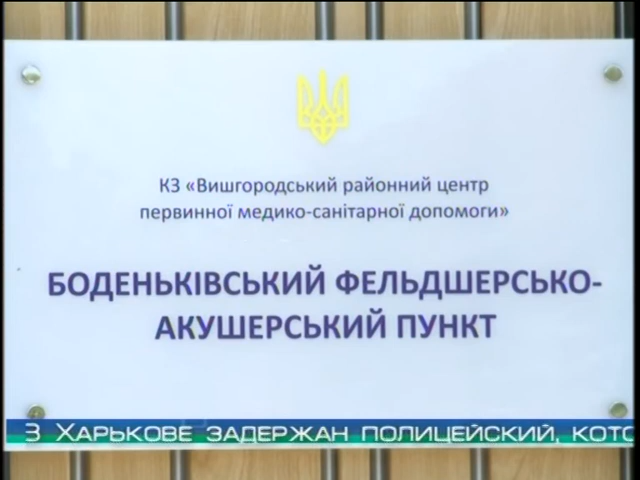 КЗ «Вишгородський районний центр
первинної медико-санітарної допомоги»
БОДЕНЬКІВСЬКИЙ ФЕЛЬДШЕРСЬКО-
АКУШЕРСЬКИЙ ПУНКТ
ХАРЬКОВЕ ЗАДЕРЖАН ПОЛИЦЕЙСКИЙ,